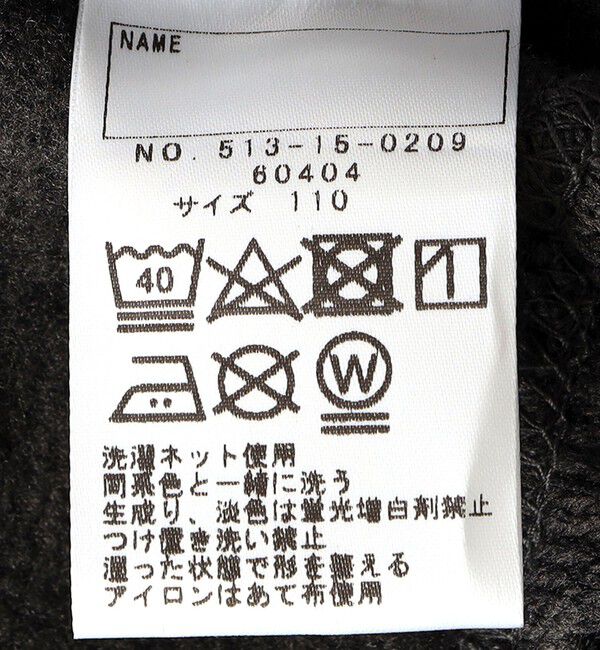 NAME
NO. 513-15-0209
60404
サイズ 110
40
W
洗濯ネット使用
同系色と一緒に洗う
生成り、淡色は蛍光増白剤禁止
つけ置き洗い禁止
濡った状態で形を整える
アイロンはあて布使用